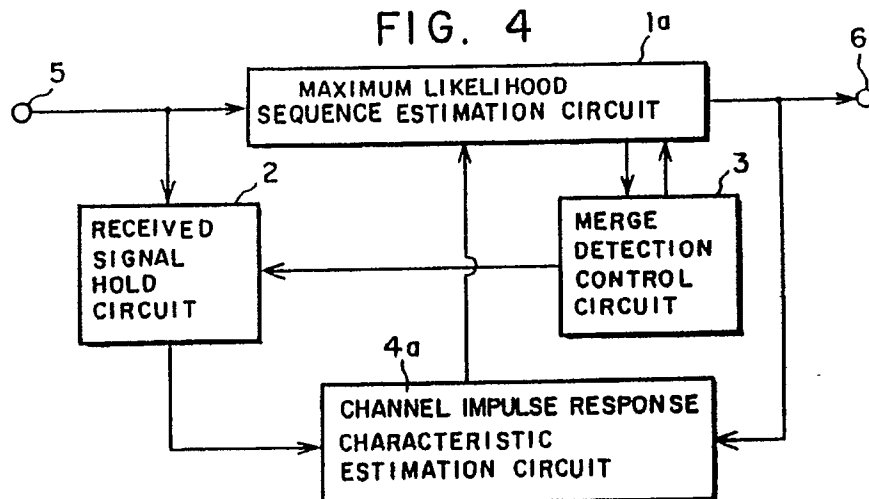 FIG. 4
1a
5
6
MAXIMUM LIKELIHOOD
SEQUENCE ESTIMATION CIRCUIT
2
3
RECEIVED
SIGNAL
HOLD
CIRCUIT
MERGE
DETECTION
CONTROL
CIRCUIT
4a
CHANNEL IMPULSE RESPONSE
CHARACTERISTIC
ESTIMATION CIRCUIT